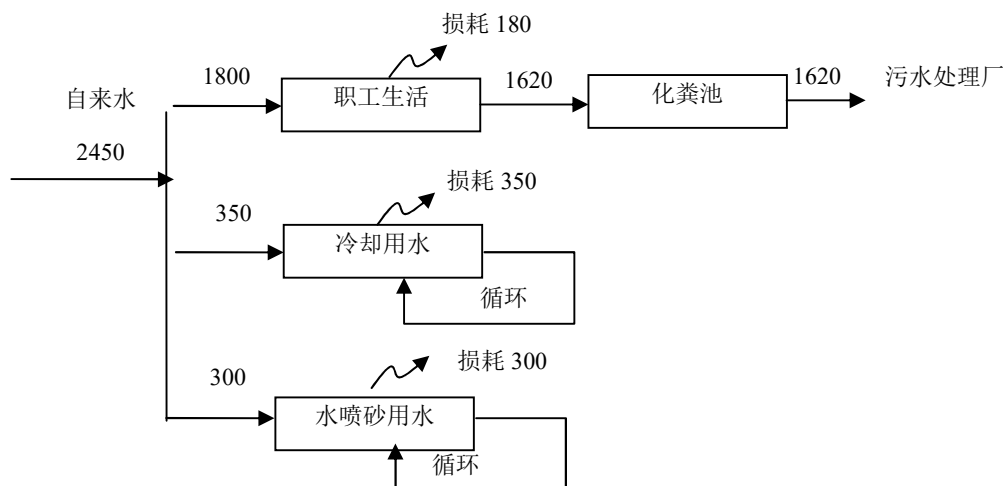 损耗 180
1800
职工生活
1620
化粪池
1620
污水处理厂
自来水
2450
损耗 350
350
冷却用水
循环
损耗 300
300
水喷砂用水
循环